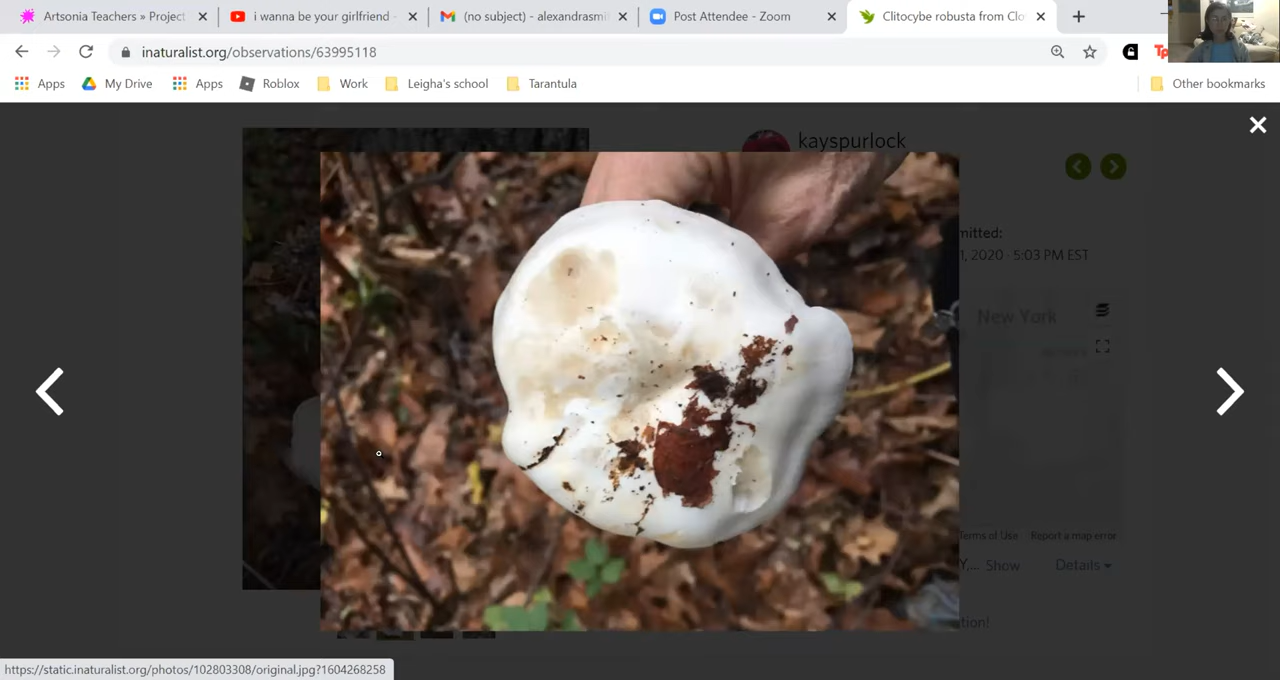 Artsonia Teachers » Project
i wanna be your girlfriend -
(no subject) - alexandrasmi
Post Attendee - Zoom
Clitocybe robusta from Clo
inaturalist.org/observations/63995118
Apps
My Drive
Apps
Roblox
Work
Leigha's school
Tarantula
Other bookmarks
kayspurlock
mitted:
1, 2020 · 5:03 PM EST
New York
Terms of Use
Report a map error
Y,... Show
Details
tion!
https://static.inaturalist.org/photos/102803308/original.jpg?1604268258